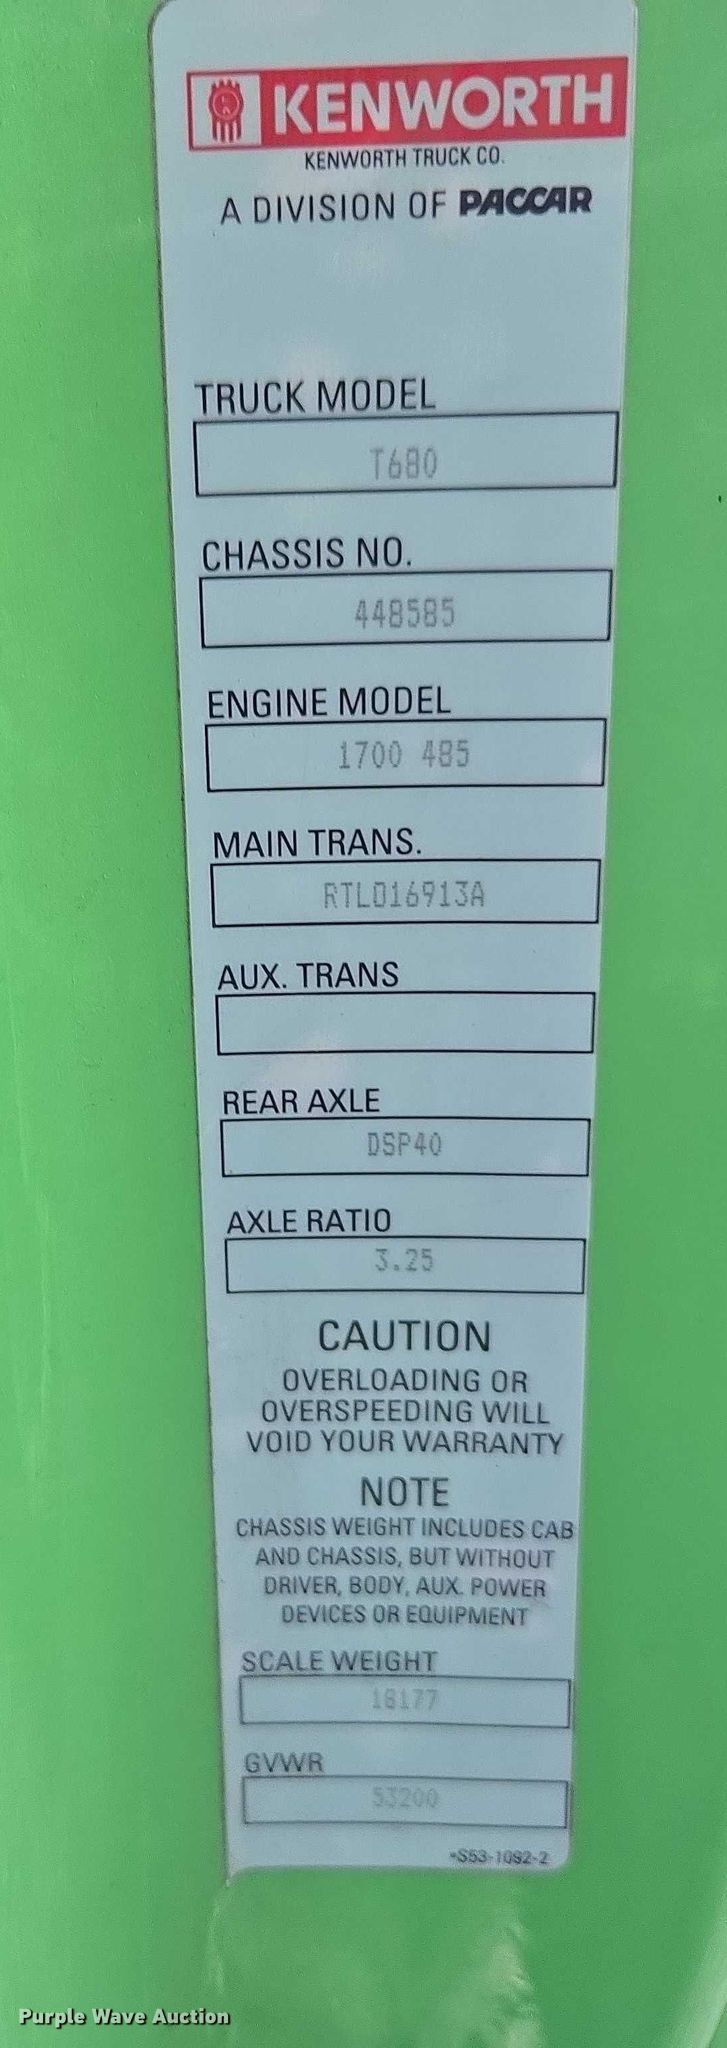 KENWORTH
KENWORTH TRUCK CO.
A DIVISION OF PACCAR
TRUCK MODEL
T680
CHASSIS NO.
448585
ENGINE MODEL
1700 485
MAIN TRANS.
RTLO16913A
AUX. TRANS
REAR AXLE
DSP40
AXLE RATIO
3.25
CAUTION
OVERLOADING OR
OVERSPEEDING WILL
VOID YOUR WARRANTY
NOTE
CHASSIS WEIGHT INCLUDES CAB
AND CHASSIS, BUT WITHOUT
DRIVER, BODY, AUX. POWER
DEVICES OR EQUIPMENT
SCALE WEIGHT
18177
GVWR
53200
*S53-1092-2
Purple Wave Auction